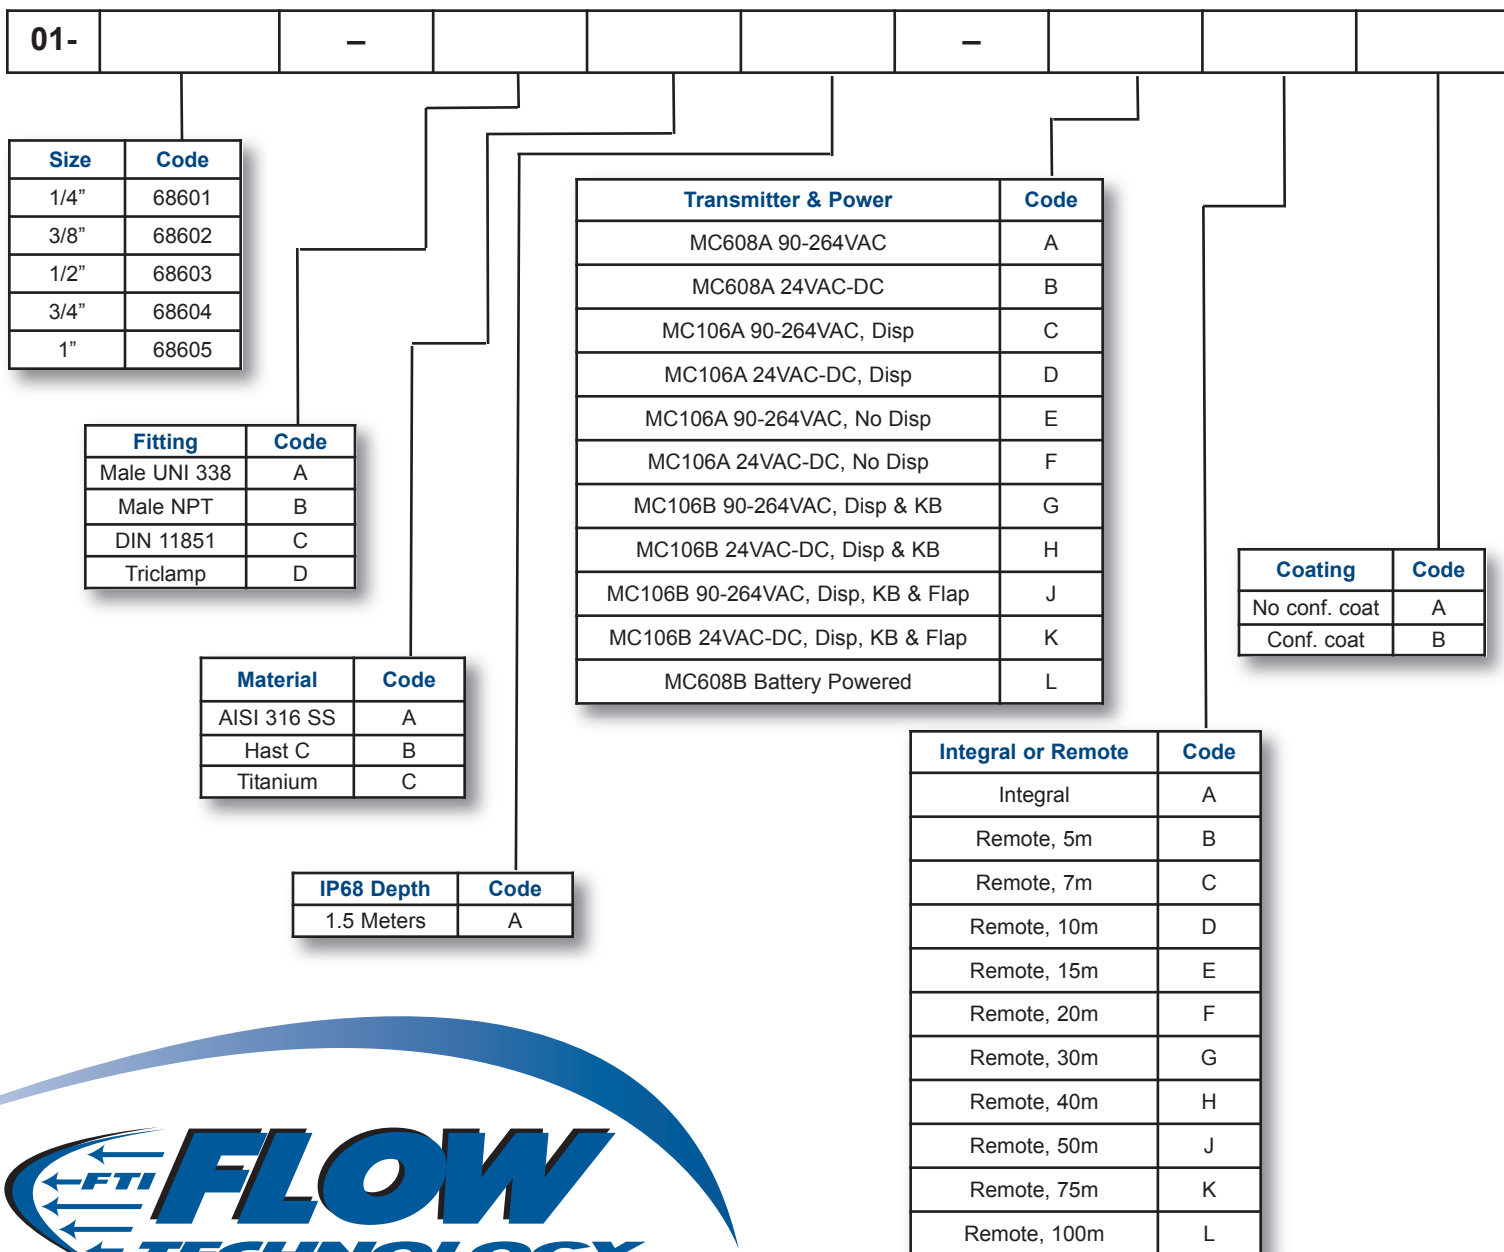 01- – –
Size Code
1/4” 68601
3/8” 68602
1/2” 68603
3/4” 68604
1” 68605
Fitting Code
Male UNI 338 A
Male NPT B
DIN 11851 C
Triclamp D
Material Code
AISI 316 SS A
Hast C B
Titanium C
IP68 Depth Code
1.5 Meters A
Transmitter & Power Code
MC608A 90-264VAC A
MC608A 24VAC-DC B
MC106A 90-264VAC, Disp C
MC106A 24VAC-DC, Disp D
MC106A 90-264VAC, No Disp E
MC106A 24VAC-DC, No Disp F
MC106B 90-264VAC, Disp & KB G
MC106B 24VAC-DC, Disp & KB H
MC106B 90-264VAC, Disp, KB & Flap J
MC106B 24VAC-DC, Disp, KB & Flap K
MC608B Battery Powered L
Integral or Remote Code
Integral A
Remote, 5m B
Remote, 7m C
Remote, 10m D
Remote, 15m E
Remote, 20m F
Remote, 30m G
Remote, 40m H
Remote, 50m J
Remote, 75m K
Remote, 100m L
Coating Code
No conf. coat A
Conf. coat B
FTI FLOW
TECHNOLOGY